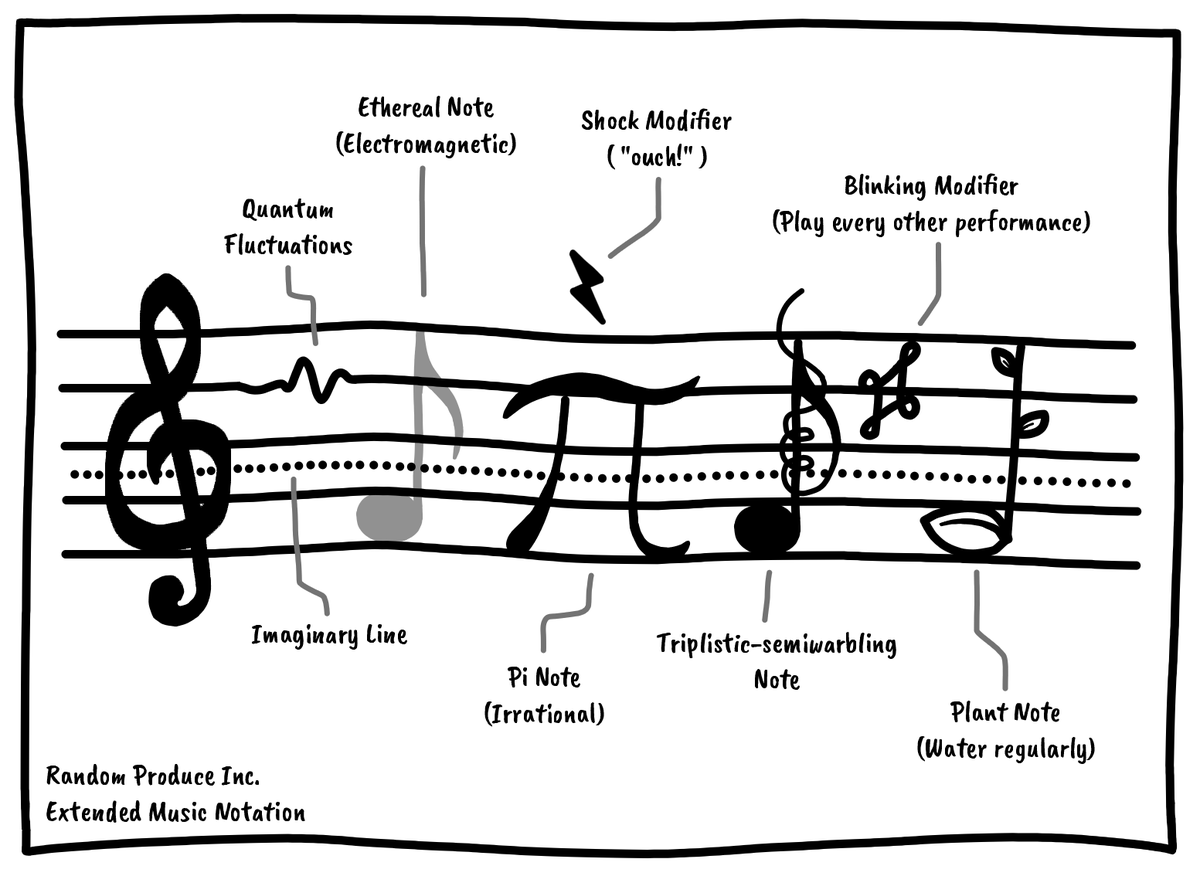 Ethereal Note
(Electromagnetic)
Shock Modifier
( "ouch!" )
Blinking Modifier
(Play every other performance)
Quantum
Fluctuations
Imaginary Line
Pi Note
(Irrational)
Triplistic-semiwarbling
Note
Plant Note
(Water regularly)
Random Produce Inc.
Extended Music Notation